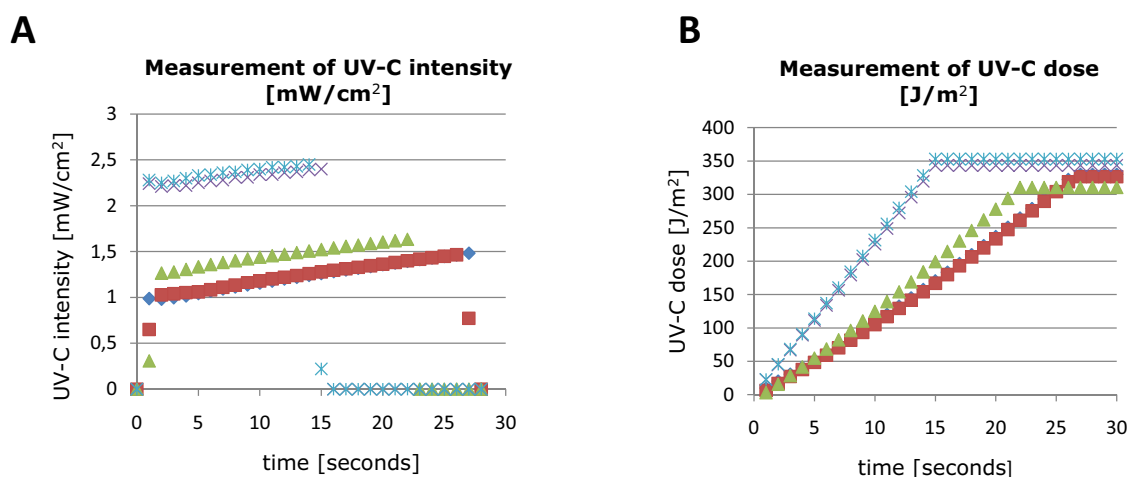 A
Measurement of UV-C intensity
[mW/cm²]
UV-C intensity [mW/cm²]
3
2,5
2
1,5
1
0,5
0
0 5 10 15 20 25 30
time [seconds]
B
Measurement of UV-C dose
[J/m²]
UV-C dose [J/m²]
400
350
300
250
200
150
100
50
0
0 5 10 15 20 25 30
time [seconds]